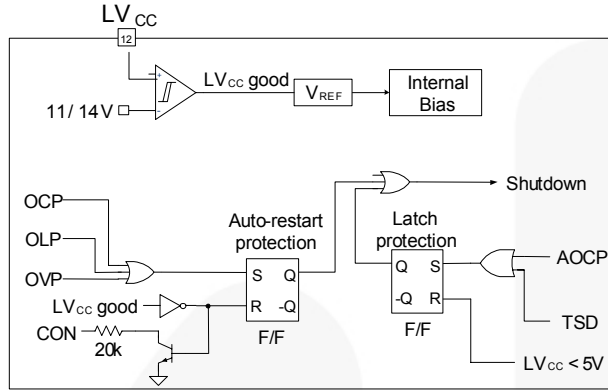 LVCC
12
LVCC good
11/ 14 V
VREF
Internal
Bias
Shutdown
OCP
OLP
OVP
Auto-restart
protection
Latch
protection
S Q
R -Q
F/F
Q S
-Q R
F/F
AOCP
TSD
LVCC good
CON
20k
LVCC < 5V
+
-